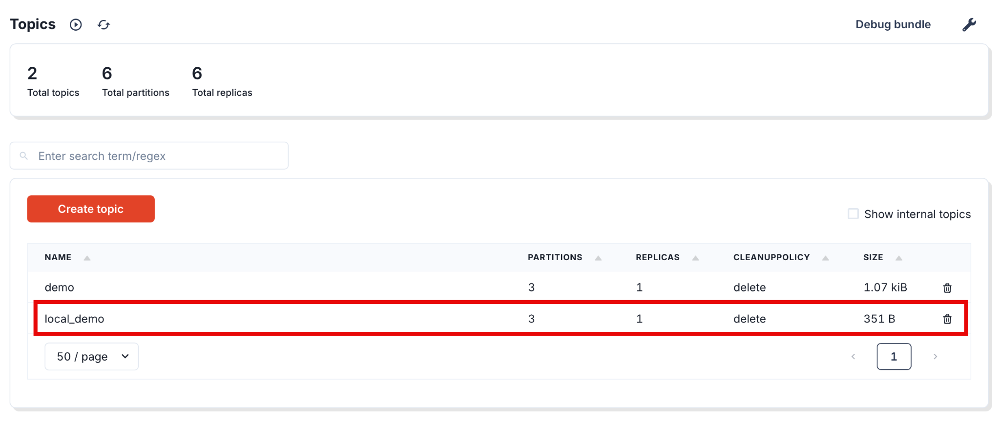 Topics
Debug bundle
2 6 6
Total topics Total partitions Total replicas
Enter search term/regex
Create topic
Show internal topics
NAME PARTITIONS REPLICAS CLEANUPPOLICY SIZE
demo 3 1 delete 1.07 kiB
local_demo 3 1 delete 351 B
50 / page
1